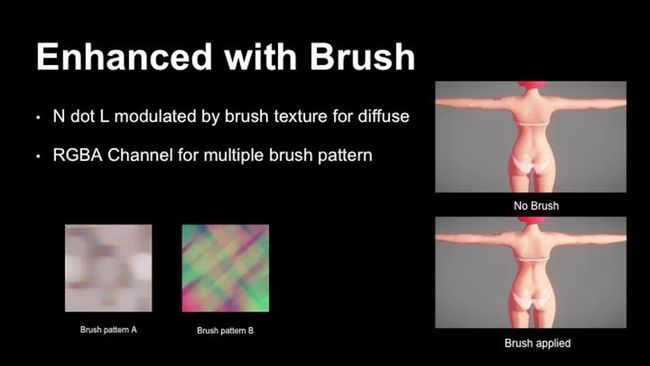 Enhanced with Brush
• N dot L modulated by brush texture for diffuse
• RGBA Channel for multiple brush pattern
No Brush
Brush pattern A
Brush pattern B
Brush applied